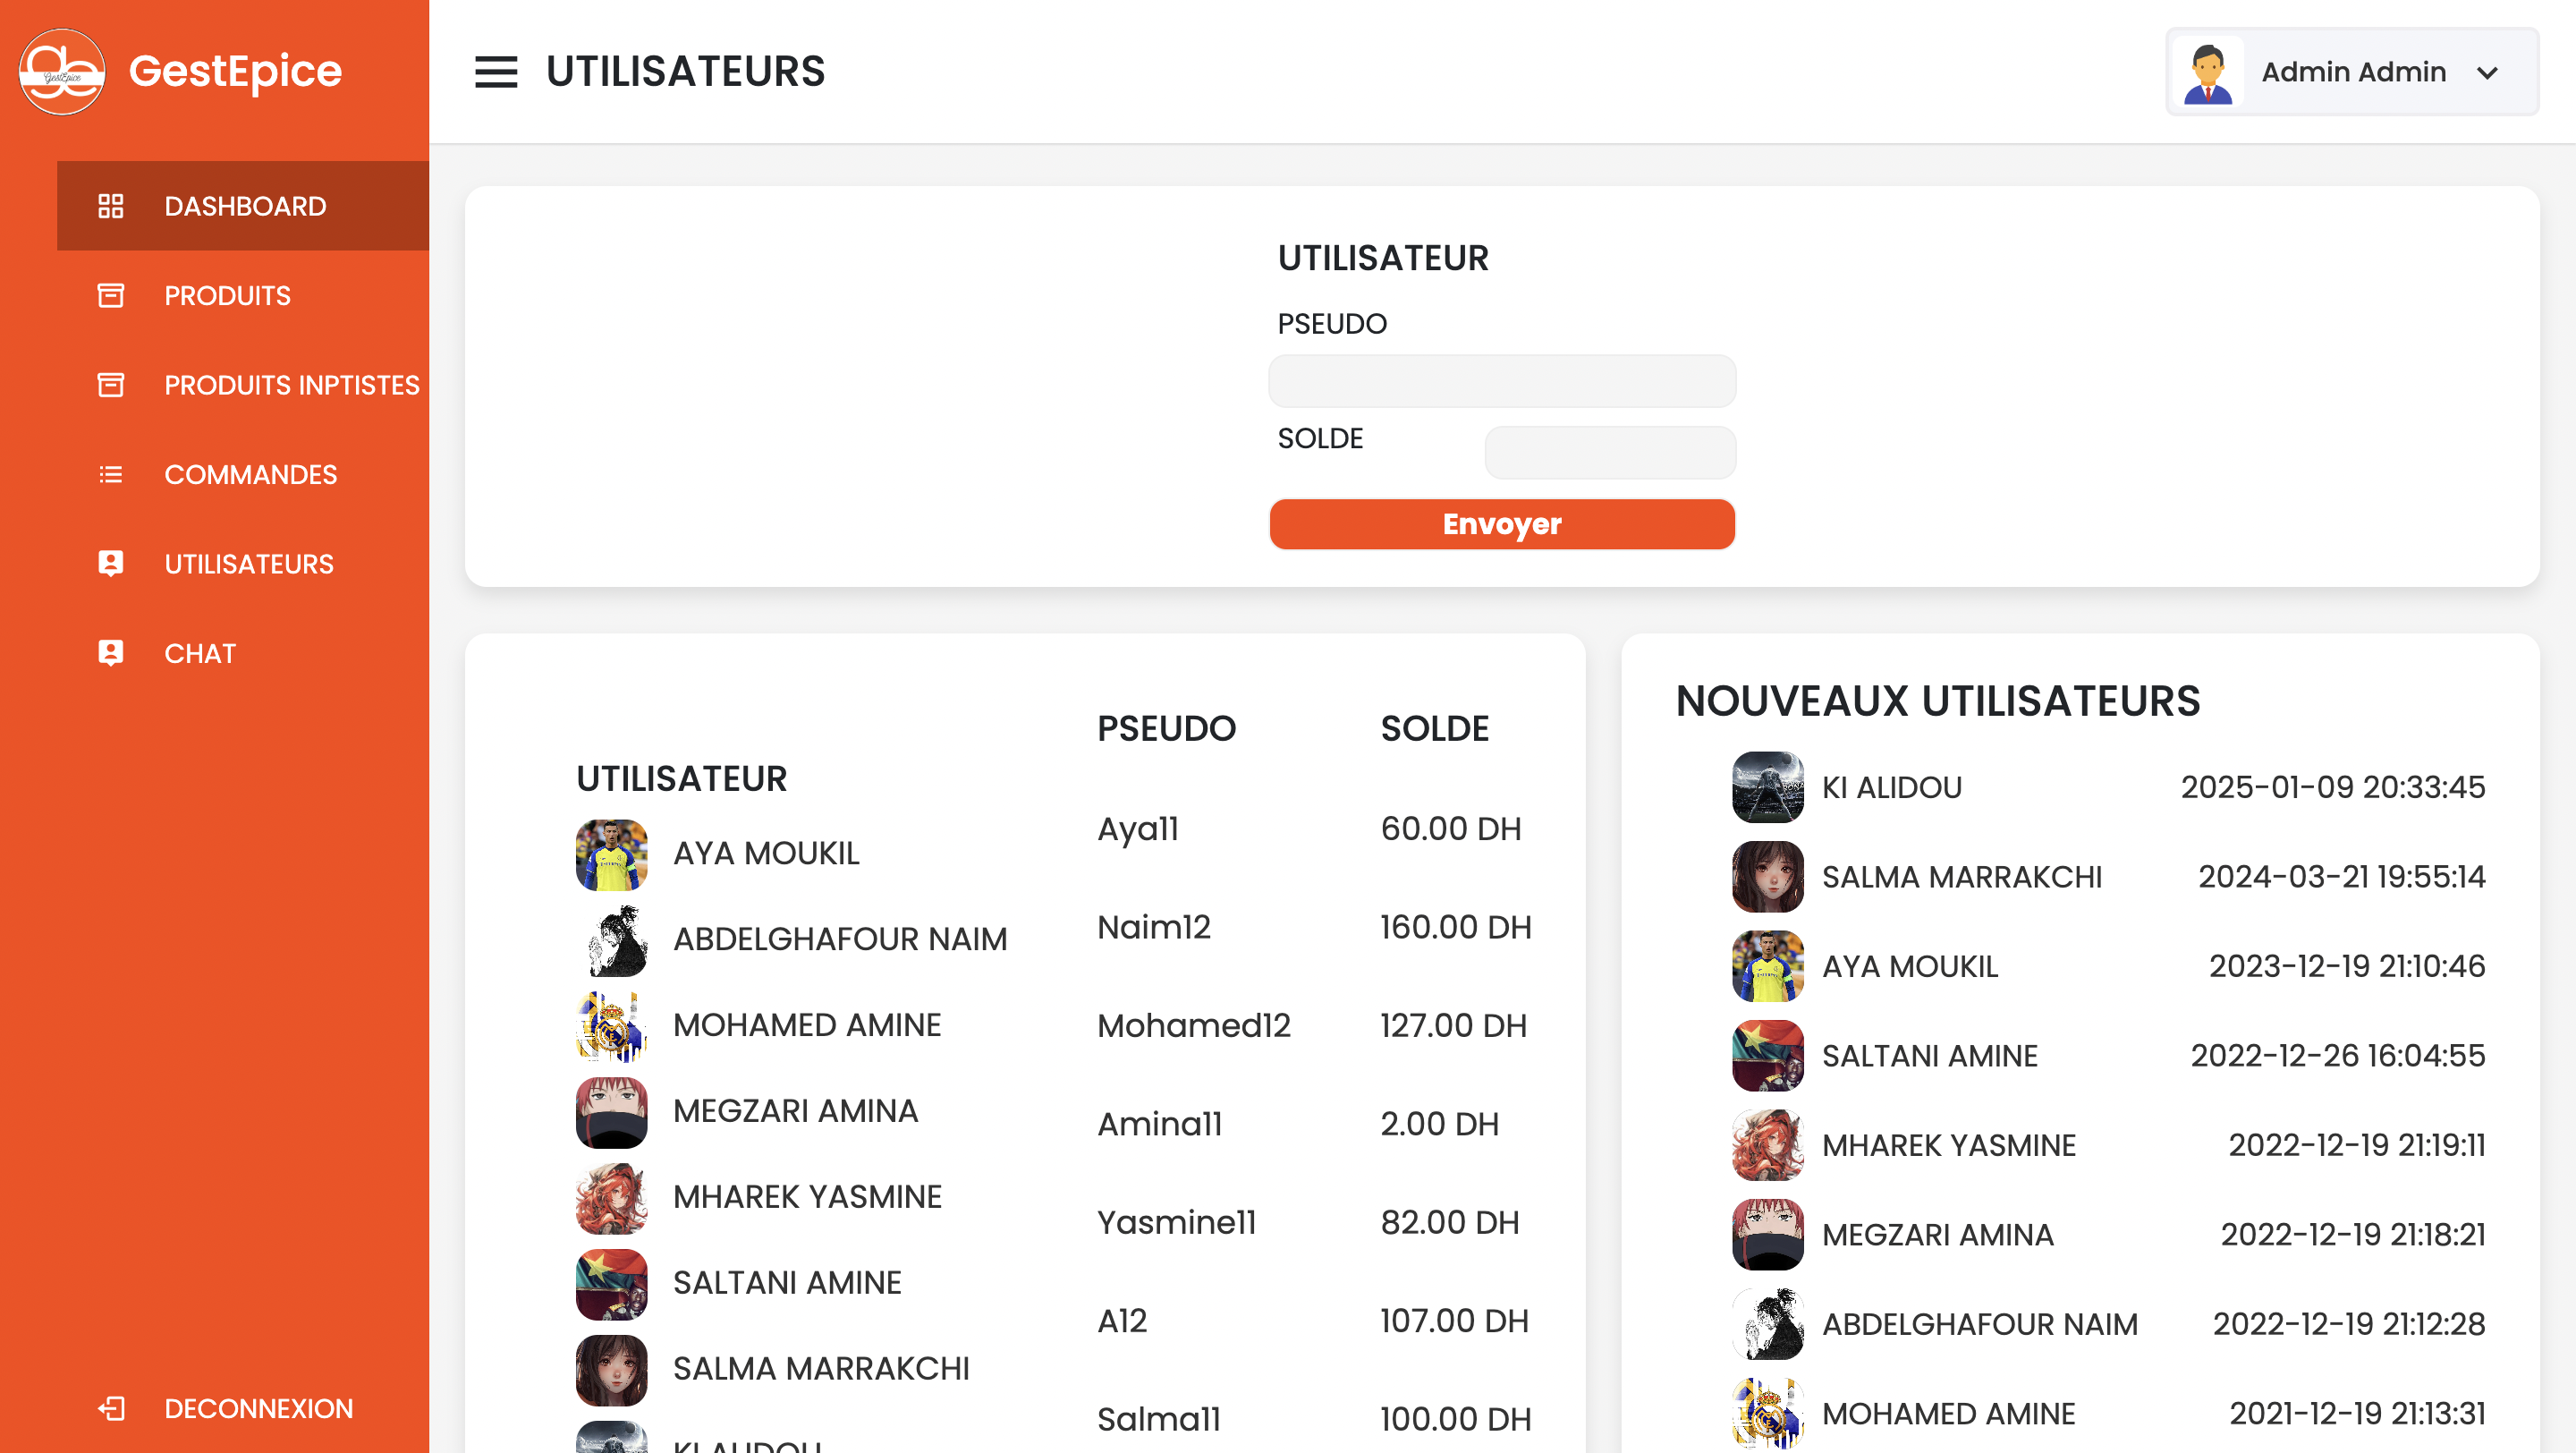 GestEpice
GestEpice
UTILISATEURS
Admin Admin
DASHBOARD
PRODUITS
PRODUITS INPTISTES
COMMANDES
UTILISATEURS
CHAT
DECONNEXION
UTILISATEUR
PSEUDO
SOLDE
Envoyer
UTILISATEUR PSEUDO SOLDE
AYA MOUKIL Aya11 60.00 DH
ABDELGHAFOUR NAIM Naim12 160.00 DH
MOHAMED AMINE Mohamed12 127.00 DH
MEGZARI AMINA Amina11 2.00 DH
MHAREK YASMINE Yasmine11 82.00 DH
SALTANI AMINE A12 107.00 DH
SALMA MARRAKCHI Salma11 100.00 DH
KI ALIDOU
NOUVEAUX UTILISATEURS
KI ALIDOU 2025-01-09 20:33:45
SALMA MARRAKCHI 2024-03-21 19:55:14
AYA MOUKIL 2023-12-19 21:10:46
SALTANI AMINE 2022-12-26 16:04:55
MHAREK YASMINE 2022-12-19 21:19:11
MEGZARI AMINA 2022-12-19 21:18:21
ABDELGHAFOUR NAIM 2022-12-19 21:12:28
MOHAMED AMINE 2021-12-19 21:13:31